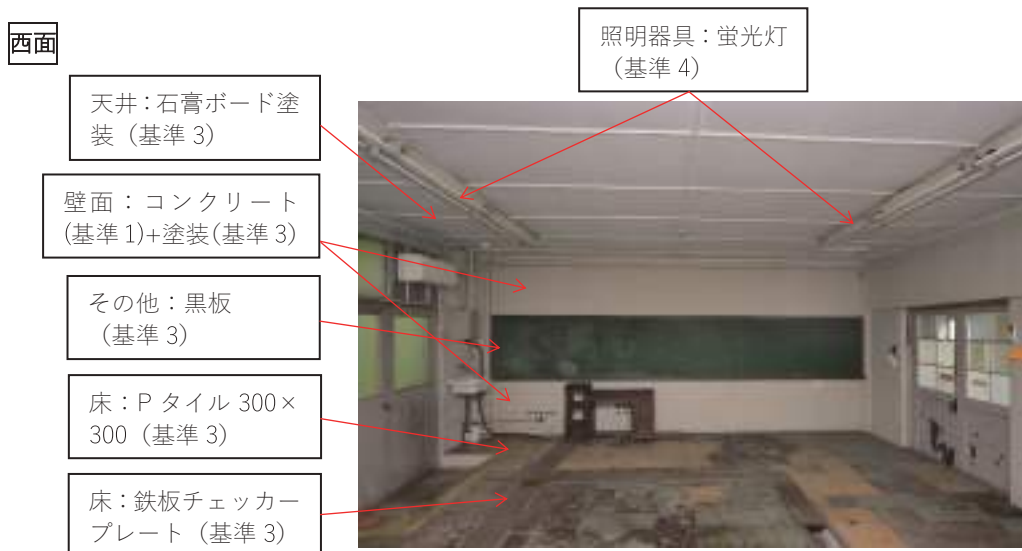 西面
照明器具：蛍光灯
（基準 4）
天井：石膏ボード塗
装（基準 3）
壁面：コンクリート
(基準 1)+塗装(基準 3)
その他：黒板
（基準 3）
床：P タイル 300×
300（基準 3）
床：鉄板チェッカー
プレート（基準 3）